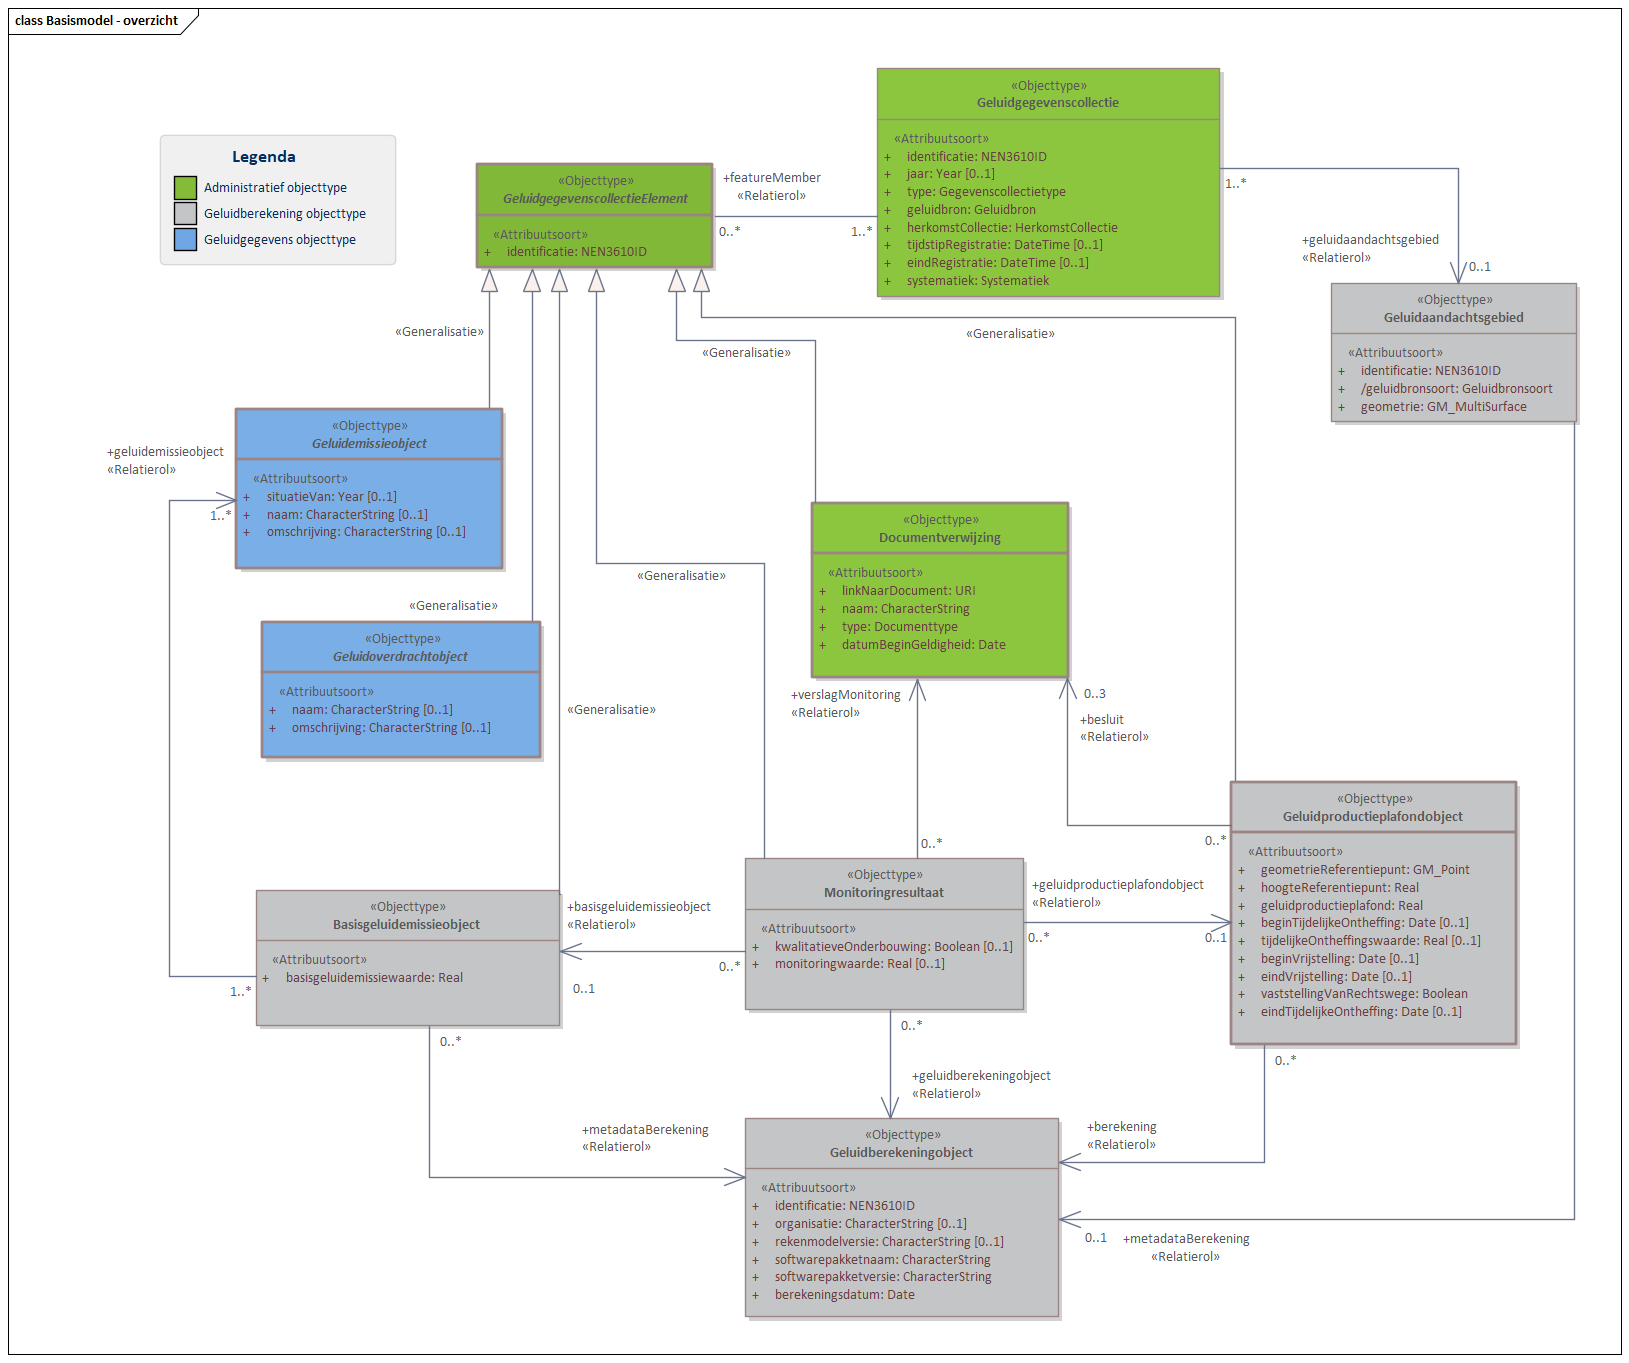 class Basismodel - overzicht
Legenda
Administratief objecttype
Geluidberekening objecttype
Geluidgegevens objecttype
«Objecttype»
GeluidgegevenscollectieElement
«Attribuutsoort»
+ identificatie: NEN3610ID
+featureMember
«Relatierol»
0..*
1..*
«Objecttype»
Geluidgegevenscollectie
«Attribuutsoort»
+ identificatie: NEN3610ID
+ jaar: Year [0..1]
+ type: Gegevenscollectietype
+ geluidbron: Geluidbron
+ herkomstCollectie: HerkomstCollectie
+ tijdstipRegistratie: DateTime [0..1]
+ eindRegistratie: DateTime [0..1]
+ systematiek: Systematiek
1..*
+geluidaandachtsgebied
«Relatierol»
0..1
«Objecttype»
Geluidaandachtsgebied
«Attribuutsoort»
+ identificatie: NEN3610ID
+ /geluidbronsoort: Geluidbronsoort
+ geometrie: GM_MultiSurface
«Generalisatie»
«Generalisatie»
«Generalisatie»
«Objecttype»
Geluidemissieobject
«Attribuutsoort»
+ situatieVan: Year [0..1]
+ naam: CharacterString [0..1]
+ omschrijving: CharacterString [0..1]
+geluidemissieobject
«Relatierol»
1..*
«Generalisatie»
«Generalisatie»
«Objecttype»
Geluidoverdrachtobject
«Attribuutsoort»
+ naam: CharacterString [0..1]
+ omschrijving: CharacterString [0..1]
«Generalisatie»
«Objecttype»
Documentverwijzing
«Attribuutsoort»
+ linkNaarDocument: URI
+ naam: CharacterString
+ type: Documenttype
+ datumBeginGeldigheid: Date
+verslagMonitoring
«Relatierol»
0..3
+besluit
«Relatierol»
0..*
0..*
«Objecttype»
Geluidproductieplafondobject
«Attribuutsoort»
+ geometrieReferentiepunt: GM_Point
+ hoogteReferentiepunt: Real
+ geluidproductieplafond: Real
+ beginTijdelijkeOntheffing: Date [0..1]
+ tijdelijkeOntheffingswaarde: Real [0..1]
+ beginVrijstelling: Date [0..1]
+ eindVrijstelling: Date [0..1]
+ vaststellingVanRechtswege: Boolean
+ eindTijdelijkeOntheffing: Date [0..1]
«Objecttype»
Monitoringresultaat
«Attribuutsoort»
+ kwalitatieveOnderbouwing: Boolean [0..1]
+ monitoringwaarde: Real [0..1]
+geluidproductieplafondobject
«Relatierol»
0..*
0..1
+basisgeluidemissieobject
«Relatierol»
0..*
0..1
«Objecttype»
Basisgeluidemissieobject
«Attribuutsoort»
+ basisgeluidemissiewaarde: Real
1..*
0..*
0..*
0..*
+geluidberekeningobject
«Relatierol»
+metadataBerekening
«Relatierol»
+berekening
«Relatierol»
«Objecttype»
Geluidberekeningobject
«Attribuutsoort»
+ identificatie: NEN3610ID
+ organisatie: CharacterString [0..1]
+ rekenmodelversie: CharacterString [0..1]
+ softwarepakketnaam: CharacterString
+ softwarepakketversie: CharacterString
+ berekeningsdatum: Date
0..1
+metadataBerekening
«Relatierol»